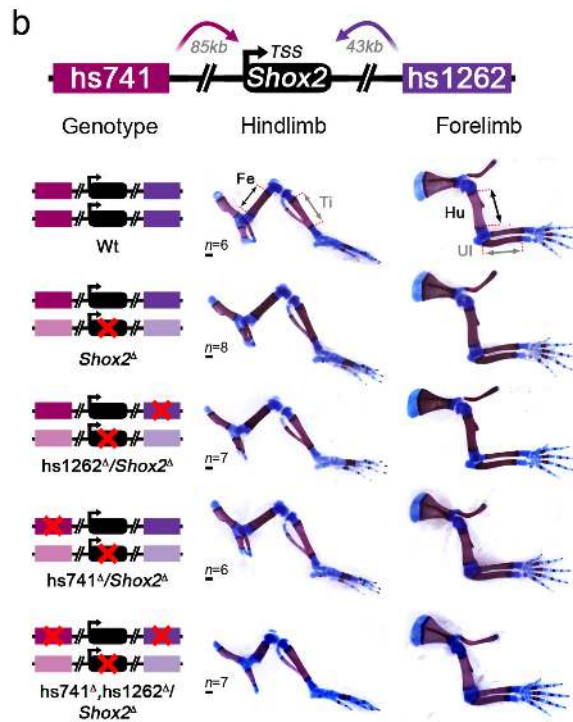 b
85kb TSS 43kb
hs741 Shox2 hs1262
Genotype Hindlimb Forelimb
Fe
Ti
Hu
Ul
Wt
n=6
Shox2Δ
n=8
hs1262Δ/Shox2Δ
n=7
hs741Δ/Shox2Δ
n=6
hs741Δ,hs1262Δ/
Shox2Δ
n=7